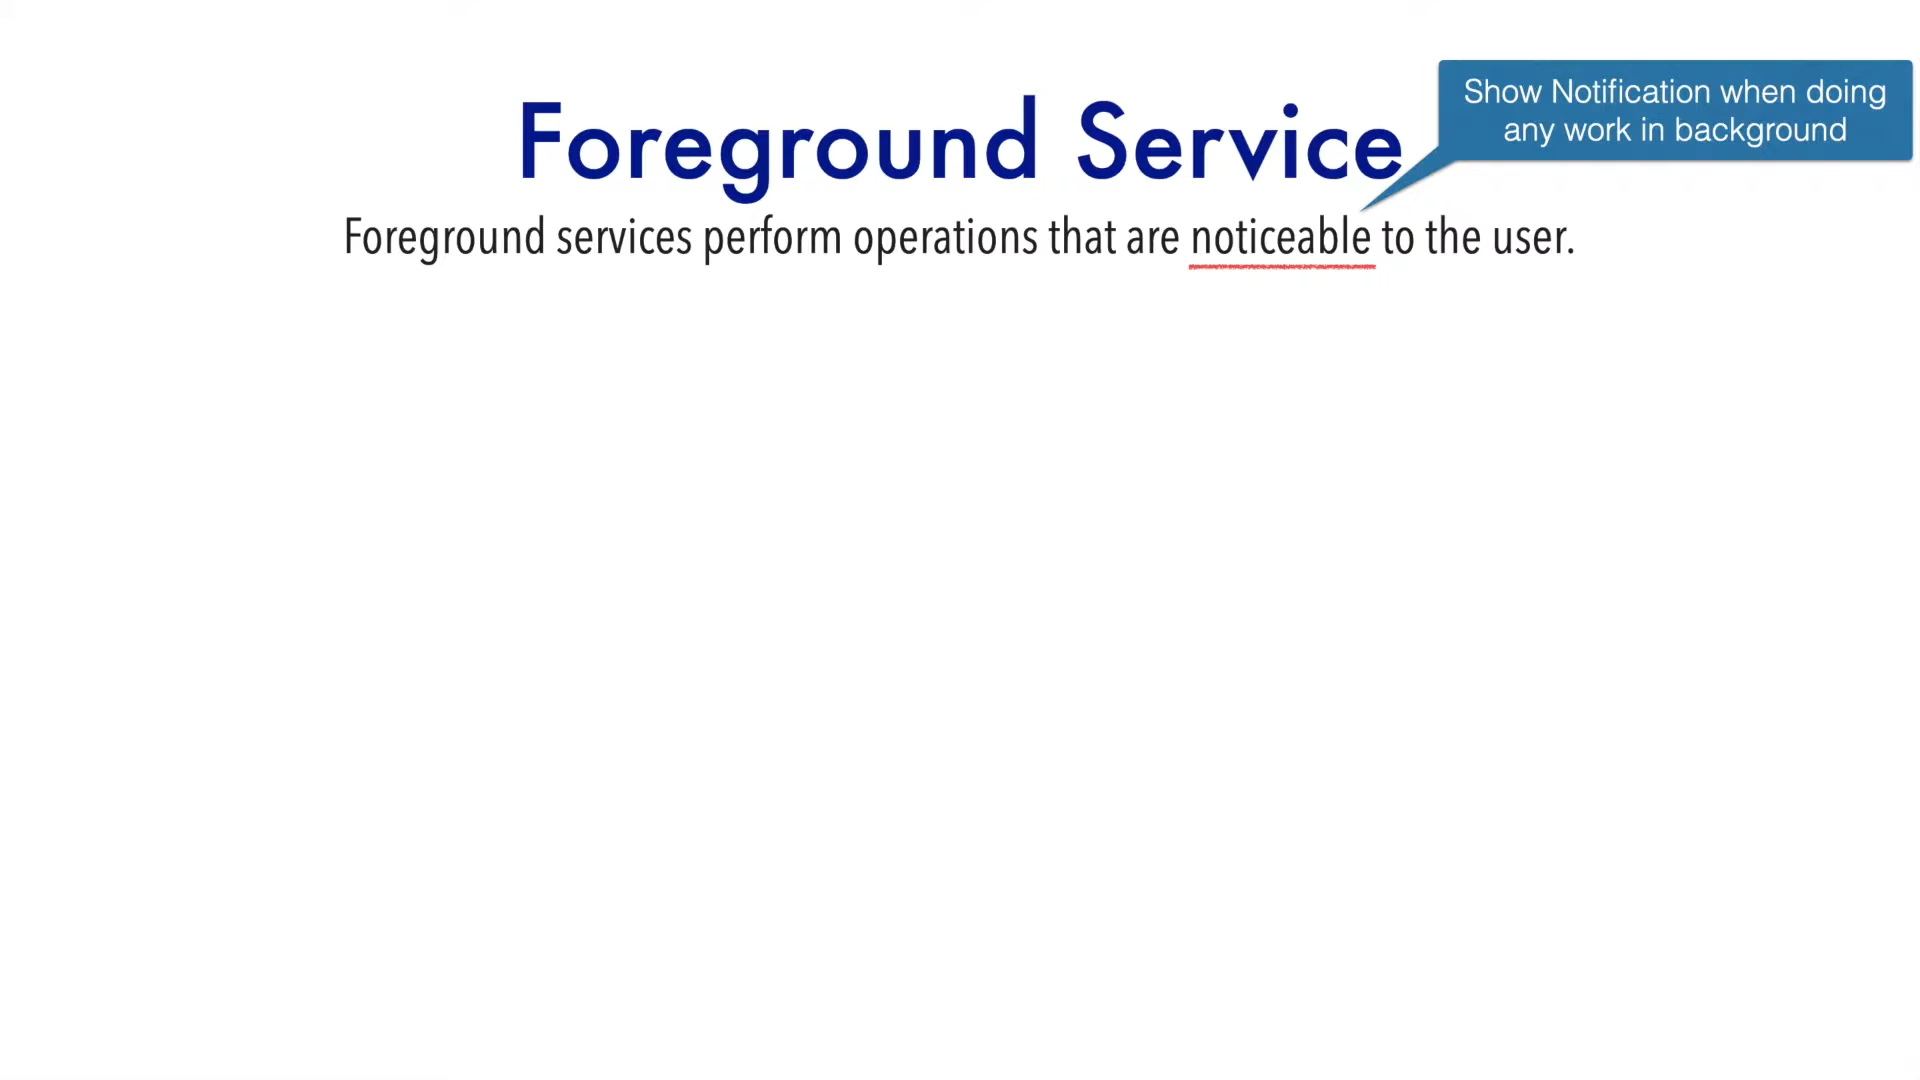 Show Notification when doing
any work in background
Foreground Service
Foreground services perform operations that are noticeable to the user.